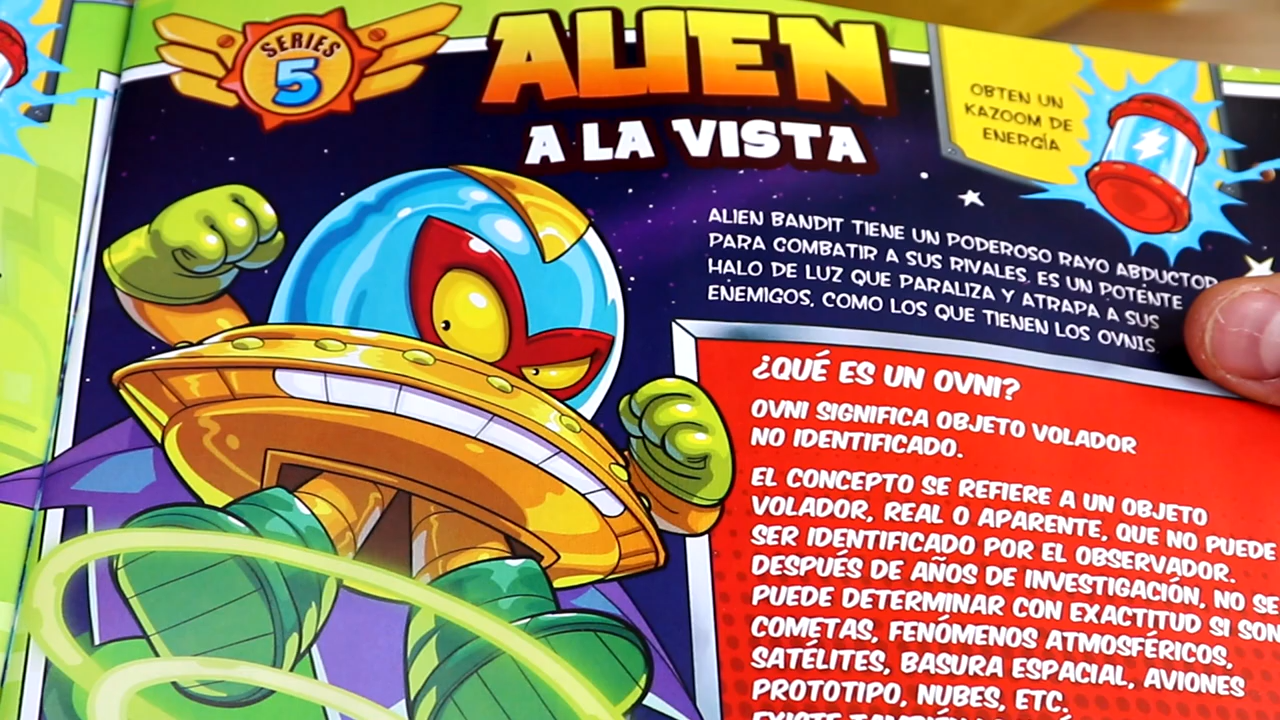 SERIES
5
ALIEN
A LA VISTA
OBTEN UN
KAZOOM DE
ENERGÍA
ALIEN BANDIT TIENE UN PODEROSO RAYO ABDUCTOR
PARA COMBATIR A SUS RIVALES. ES UN POTENTE
HALO DE LUZ QUE PARALIZA Y ATRAPA A SUS
ENEMIGOS, COMO LOS QUE TIENEN LOS OVNIS.
¿QUÉ ES UN OVNI?
OVNI SIGNIFICA OBJETO VOLADOR
NO IDENTIFICADO.
EL CONCEPTO SE REFIERE A UN OBJETO
VOLADOR, REAL O APARENTE, QUE NO PUEDE
SER IDENTIFICADO POR EL OBSERVADOR.
DESPUÉS DE AÑOS DE INVESTIGACIÓN, NO SE
PUEDE DETERMINAR CON EXACTITUD SI SON
COMETAS, FENÓMENOS ATMOSFÉRICOS,
SATÉLITES, BASURA ESPACIAL, AVIONES
PROTOTIPO, NUBES, ETC.
EXISTE TAMBIÉN